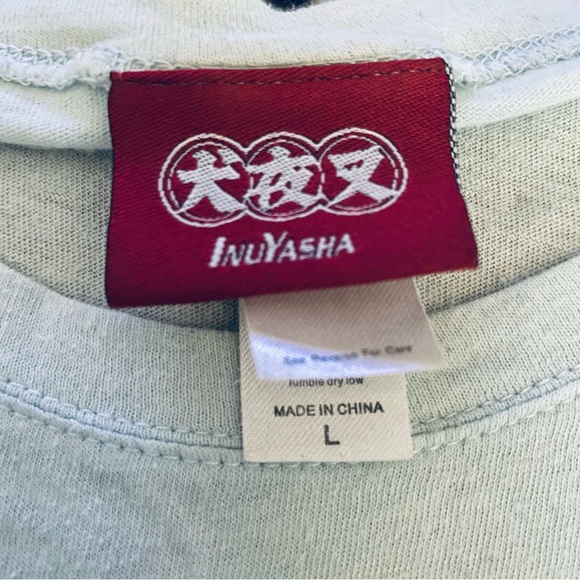 犬夜叉
INUYASHA
See Reverse For Care
Tumble dry low
MADE IN CHINA
L